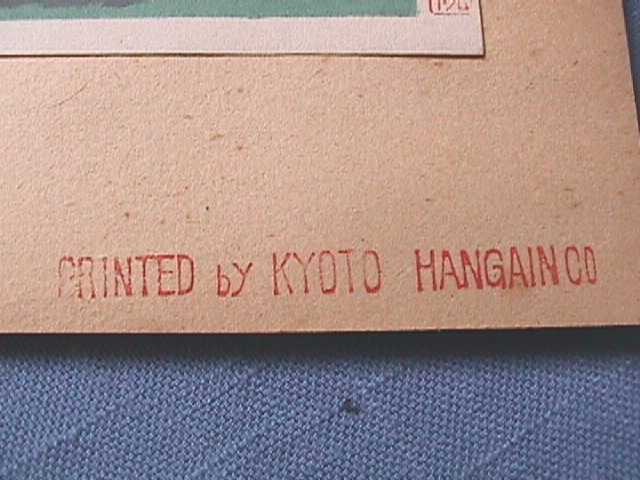 PRINTED by KYOTO HANGAIN CO